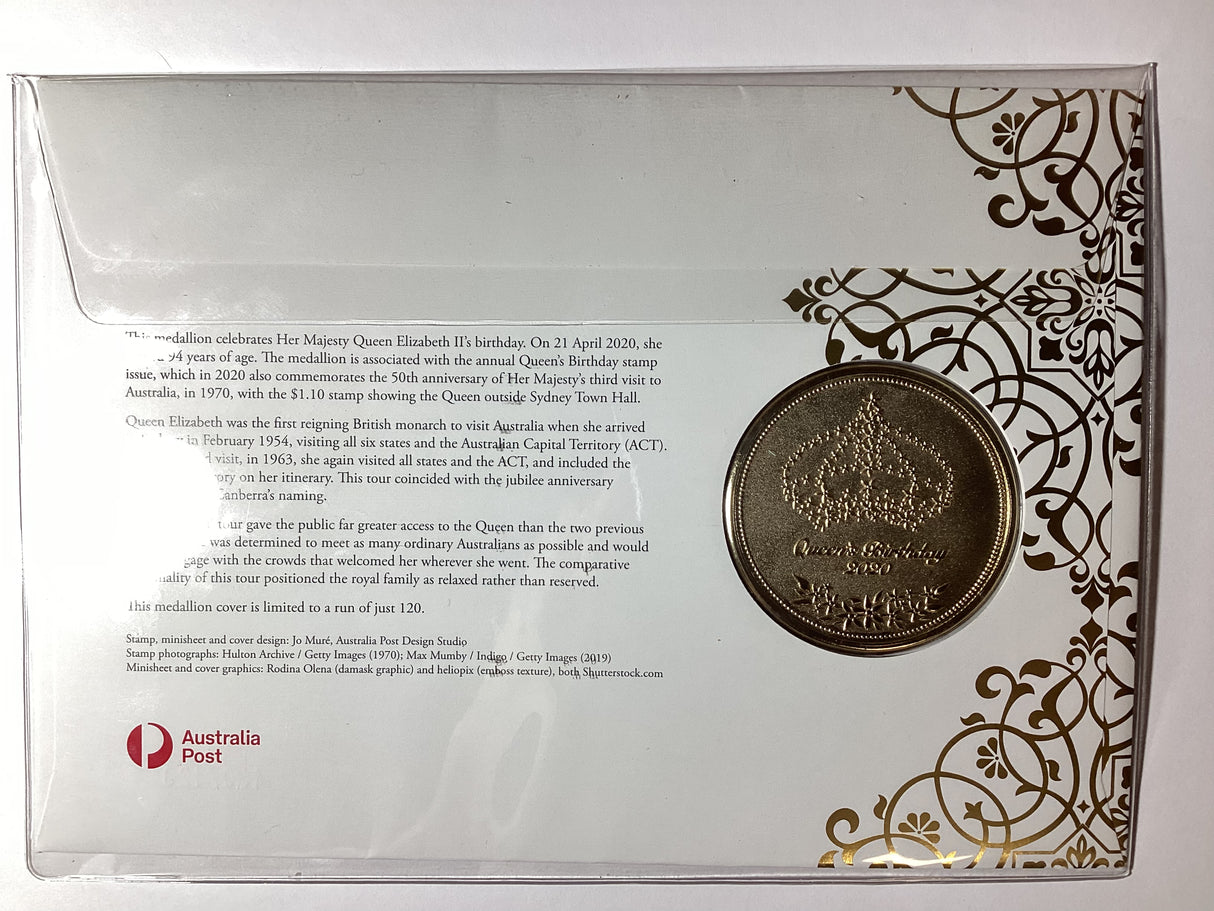 This medallion celebrates Her Majesty Queen Elizabeth II's birthday. On 21 April 2020, she
94 years of age. The medallion is associated with the annual Queen's Birthday stamp
issue, which in 2020 also commemorates the 50th anniversary of Her Majesty's third visit to
Australia, in 1970, with the $1.10 stamp showing the Queen outside Sydney Town Hall.
Queen Elizabeth was the first reigning British monarch to visit Australia when she arrived
in February 1954, visiting all six states and the Australian Capital Territory (ACT).
visit, in 1963, she again visited all states and the ACT, and included the
on her itinerary. This tour coincided with the jubilee anniversary
Canberra's naming.
tour gave the public far greater access to the Queen than the two previous
was determined to meet as many ordinary Australians as possible and would
with the crowds that welcomed her wherever she went. The comparative
of this tour positioned the royal family as relaxed rather than reserved.
This medallion cover is limited to a run of just 120.
Stamp, minisheet and cover design: Jo Muré, Australia Post Design Studio
Stamp photographs: Hulton Archive / Getty Images (1970); Max Mumby / Indigo / Getty Images (2019)
Minisheet and cover graphics: Rodina Olena (damask graphic) and heliopix (emboss texture), both Shutterstock.com
Australia
Post
Queen's Birthday
2020